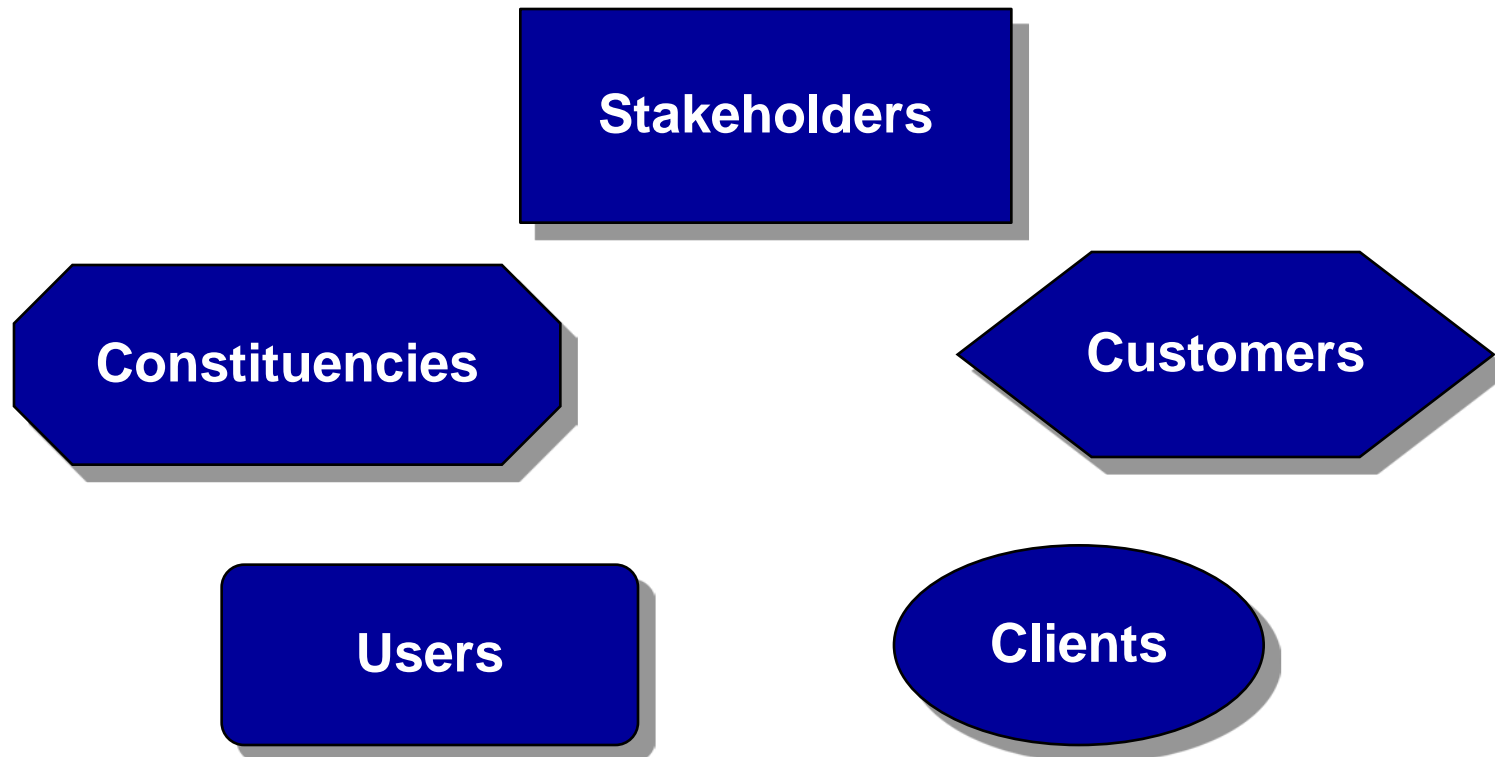 Stakeholders
Constituencies
Customers
Users
Clients